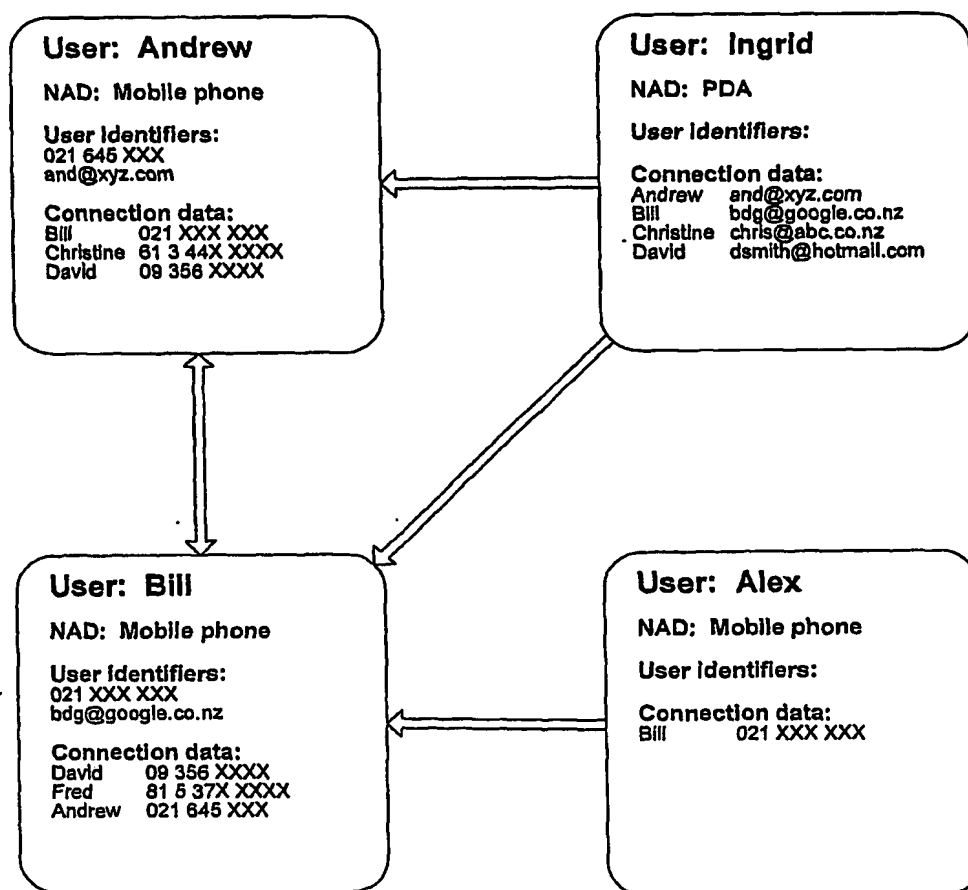 User: Andrew
NAD: Mobile phone
User identifiers:
021 645 XXX
and@xyz.com
Connection data:
Bill 021 XXX XXX
Christine 61 3 44X XXXX
David 09 356 XXXX
User: Ingrid
NAD: PDA
User identifiers:
Connection data:
Andrew and@xyz.com
Bill bdg@google.co.nz
Christine chris@abc.co.nz
David dsmith@hotmail.com
User: Bill
NAD: Mobile phone
User identifiers:
021 XXX XXX
bdg@google.co.nz
Connection data:
David 09 356 XXXX
Fred 81 5 37X XXXX
Andrew 021 645 XXX
User: Alex
NAD: Mobile phone
User identifiers:
Connection data:
Bill 021 XXX XXX